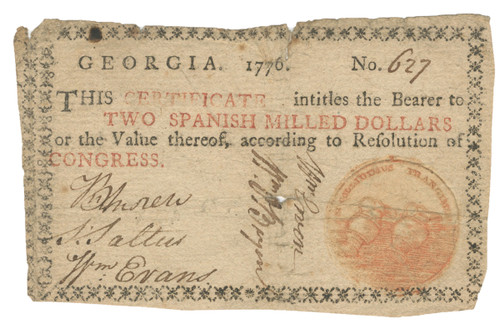 GEORGIA. 1776. No. 627
THIS CERTIFICATE intitles the Bearer to
TWO SPANISH MILLED DOLLARS
or the Value thereof, according to Resolution of
CONGRESS.
S. Saltus
Wm Evans